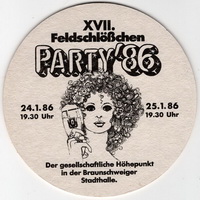 XVII.
Feldschlößchen
PARTY '86
24.1.86
19.30 Uhr
25.1.86
19.30 Uhr
Der gesellschaftliche Höhepunkt
in der Braunschweiger
Stadthalle.